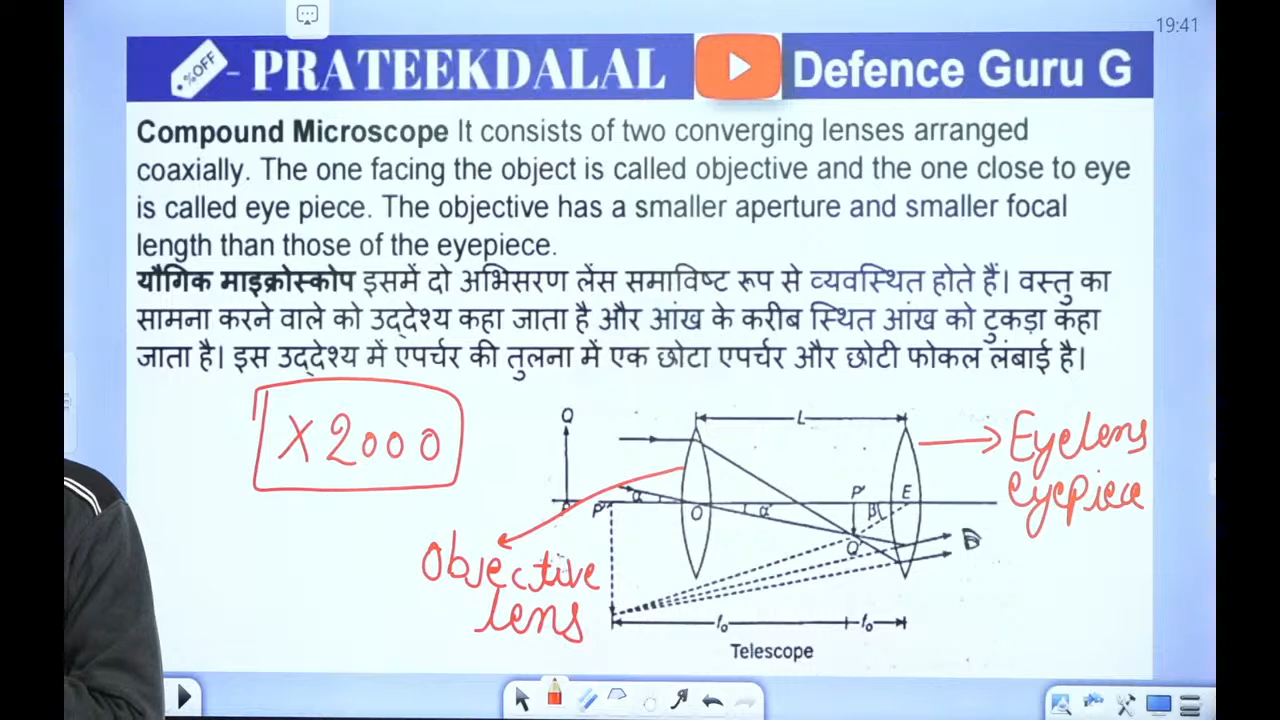 19:41
%OFF - PRATEEKDALAL Defence Guru G
Compound Microscope It consists of two converging lenses arranged
coaxially. The one facing the object is called objective and the one close to eye
is called eye piece. The objective has a smaller aperture and smaller focal
length than those of the eyepiece.
यौगिक माइक्रोस्कोप इसमें दो अभिसरण लेंस समाविष्ट रूप से व्यवस्थित होते हैं। वस्तु का
सामना करने वाले को उद्देश्य कहा जाता है और आंख के करीब स्थित आंख को टुकड़ा कहा
जाता है। इस उद्देश्य में एपर्चर की तुलना में एक छोटा एपर्चर और छोटी फोकल लंबाई है।
X2000
Q
L
Eyelens
eyepiece
α
O
α
P'
β
E
P"
Q'
Objective
lens
fo
fo
Telescope